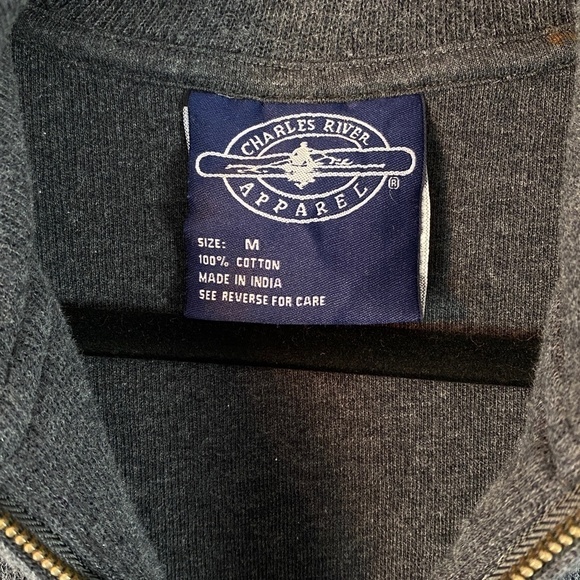 CHARLES RIVER
APPAREL
®
SIZE: M
100% COTTON
MADE IN INDIA
SEE REVERSE FOR CARE